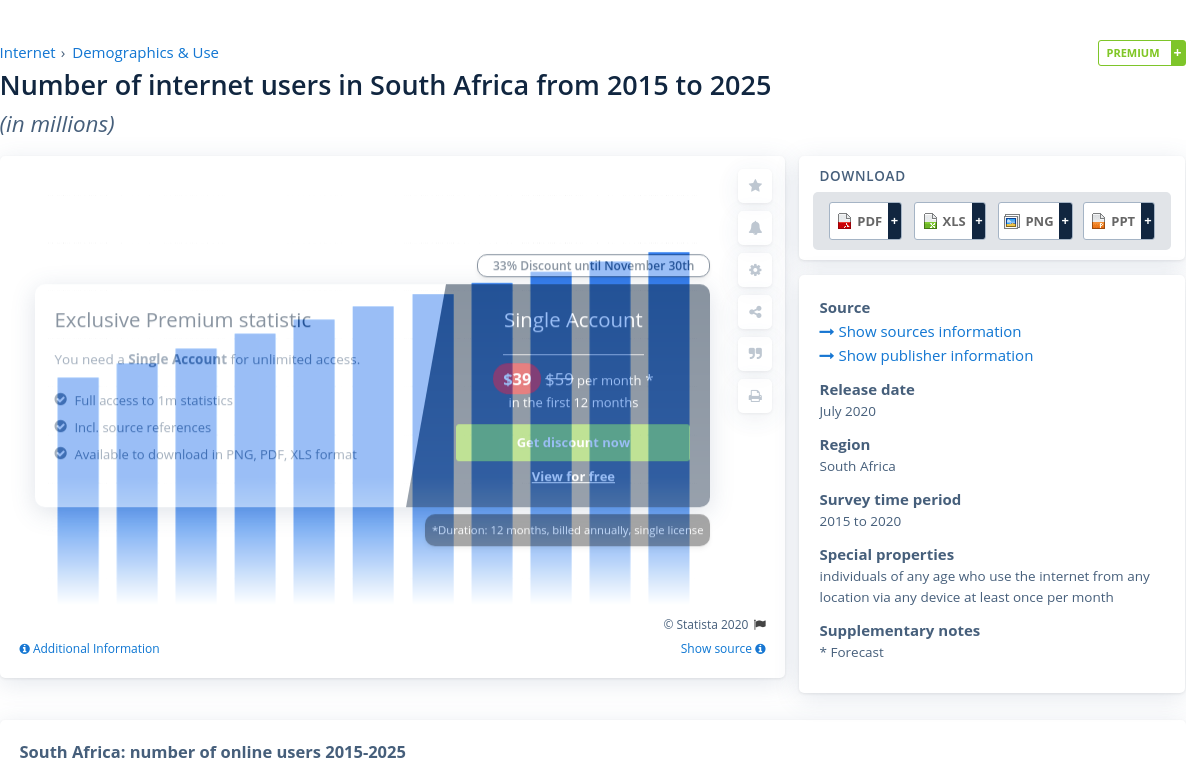 Internet › Demographics & Use
PREMIUM +
Number of internet users in South Africa from 2015 to 2025
(in millions)
33% Discount until November 30th
Exclusive Premium statistic
You need a Single Account for unlimited access.
Full access to 1m statistics
Incl. source references
Available to download in PNG, PDF, XLS format
Single Account
$39 $59 per month *
in the first 12 months
Get discount now
View for free
*Duration: 12 months, billed annually, single license
© Statista 2020
Additional Information
Show source
DOWNLOAD
PDF + XLS + PNG + PPT +
Source
Show sources information
Show publisher information
Release date
July 2020
Region
South Africa
Survey time period
2015 to 2020
Special properties
individuals of any age who use the internet from any
location via any device at least once per month
Supplementary notes
* Forecast
South Africa: number of online users 2015-2025